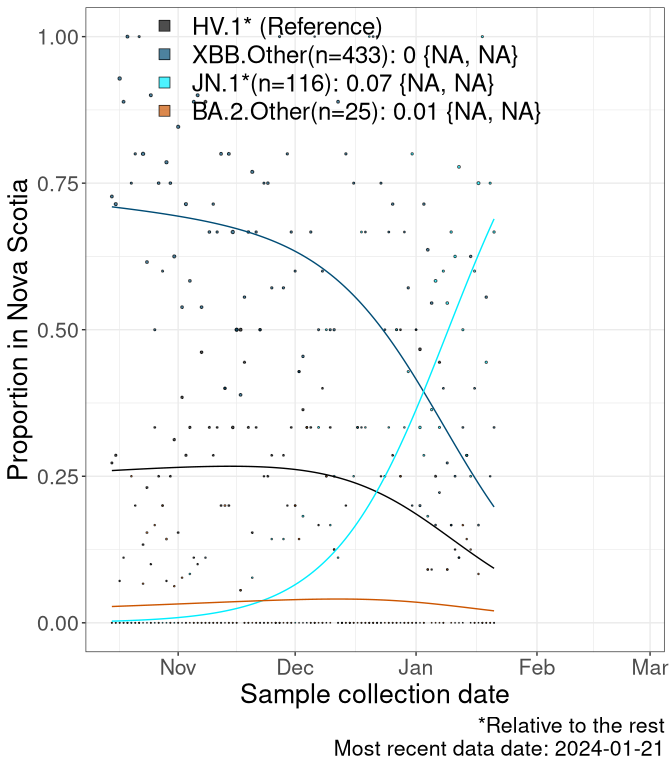 HV.1* (Reference)
XBB.Other(n=433): 0 {NA, NA}
JN.1*(n=116): 0.07 {NA, NA}
BA.2.Other(n=25): 0.01 {NA, NA}
1.00
0.75
0.50
0.25
0.00
Proportion in Nova Scotia
Nov Dec Jan Feb Mar
Sample collection date
*Relative to the rest
Most recent data date: 2024-01-21